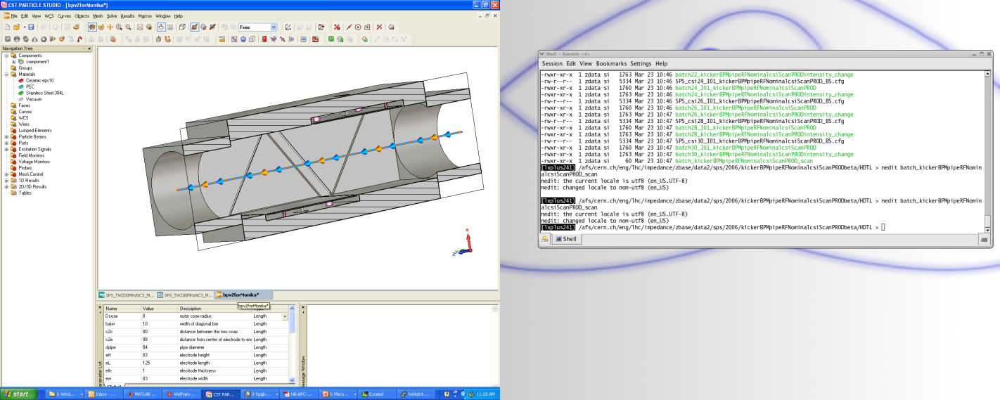 CST PARTICLE STUDIO - [bpv2forMonika*]
File Edit View WCS Curves Objects Mesh Solve Results Macros Window Help
Free
Navigation Tree
Components
component1
Groups
Materials
Ceramic eps10
PEC
Stainless Steel 304L
Vacuum
Faces
Curves
WCS
Wires
Lumped Elements
Particle Beams
Ports
Excitation Signals
Field Monitors
Voltage Monitors
Probes
Mesh Control
1D Results
2D/3D Results
Tables
x
z
SPS_TW200MHzNC3_M... SPS_TW200MHzNC3_M... bpv2forMonika*
bpv2forMonika*
Name Value Description Type
Dcoax 8 outer coax radius Length
barw 10 width of diagonal bar Length
c2c 80 distance between the two coax Length
c2e 99 distance from center of electrode to en Length
dpipe 84 pipe diameter Length
eH 83 electrode height Length
eL 125 electrode length Length
eth 1 electrode thickness Length
ew 83 electrode width Length
Global
Parameter List
Message Window
start 5 Wind... Inbox - ... MATLAB ... Wolfram ... CST PAR... 2 hpglv... HB-APC-... 5 Micro... Exceed lx64slc4... 11:28 AM
Shell - Konsole <4>
Session Edit View Bookmarks Settings Help
-rwxr-xr-x 1 zdata si 1763 Mar 23 10:46 batch22_kickerBPMpipeRFNominalcsiScanPRODintensity_change
-rw-r--r-- 1 zdata si 5334 Mar 23 10:46 SPS_csi24_I01_kickerBPMpipeRFNominalcsiScanPROD_BS.cfg
-rwxr-xr-x 1 zdata si 1760 Mar 23 10:46 batch24_I01_kickerBPMpipeRFNominalcsiScanPROD
-rwxr-xr-x 1 zdata si 1763 Mar 23 10:46 batch24_kickerBPMpipeRFNominalcsiScanPRODintensity_change
-rw-r--r-- 1 zdata si 5334 Mar 23 10:46 SPS_csi26_I01_kickerBPMpipeRFNominalcsiScanPROD_BS.cfg
-rwxr-xr-x 1 zdata si 1760 Mar 23 10:46 batch26_I01_kickerBPMpipeRFNominalcsiScanPROD
-rwxr-xr-x 1 zdata si 1763 Mar 23 10:47 batch26_kickerBPMpipeRFNominalcsiScanPRODintensity_change
-rw-r--r-- 1 zdata si 5334 Mar 23 10:47 SPS_csi28_I01_kickerBPMpipeRFNominalcsiScanPROD_BS.cfg
-rwxr-xr-x 1 zdata si 1760 Mar 23 10:47 batch28_I01_kickerBPMpipeRFNominalcsiScanPROD
-rwxr-xr-x 1 zdata si 1763 Mar 23 10:47 batch28_kickerBPMpipeRFNominalcsiScanPRODintensity_change
-rw-r--r-- 1 zdata si 5334 Mar 23 10:47 SPS_csi30_I01_kickerBPMpipeRFNominalcsiScanPROD_BS.cfg
-rwxr-xr-x 1 zdata si 1760 Mar 23 10:47 batch30_I01_kickerBPMpipeRFNominalcsiScanPROD
-rwxr-xr-x 1 zdata si 1763 Mar 23 10:47 batch30_kickerBPMpipeRFNominalcsiScanPRODintensity_change
-rwxr-xr-x 1 zdata si 60 Mar 23 10:47 batch_kickerBPMpipeRFNominalcsiScanPROD_scan
[lxplus241] /afs/cern.ch/eng/lhc/impedance/zbase/data2/sps/2006/kickerBPMpipeRFNominalcsiScanPRODbeta/HDTL > nedit batch_kickerBPMpipeRFNomin
alcsiScanPROD_scan
nedit: the current locale is utf8 (en_US.UTF-8)
nedit: changed locale to non-utf8 (en_US)
[lxplus241] /afs/cern.ch/eng/lhc/impedance/zbase/data2/sps/2006/kickerBPMpipeRFNominalcsiScanPRODbeta/HDTL > nedit batch_kickerBPMpipeRFNomin
alcsiScanPROD_scan
nedit: the current locale is utf8 (en_US.UTF-8)
nedit: changed locale to non-utf8 (en_US)
[lxplus241] /afs/cern.ch/eng/lhc/impedance/zbase/data2/sps/2006/kickerBPMpipeRFNominalcsiScanPRODbeta/HDTL >
Shell